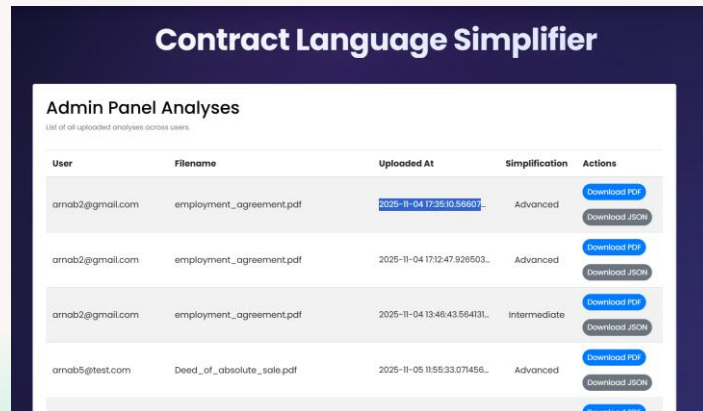 Contract Language Simplifier
Admin Panel Analyses
List of all uploaded analyses across users.
User Filename Uploaded At Simplification Actions
arnab2@gmail.com employment_agreement.pdf 2025-11-04 17:35:10.56607... Advanced Download PDF
Download JSON
arnab2@gmail.com employment_agreement.pdf 2025-11-04 17:12:47.926503... Advanced Download PDF
Download JSON
arnab2@gmail.com employment_agreement.pdf 2025-11-04 13:46:43.564131... Intermediate Download PDF
Download JSON
arnab5@test.com Deed_of_absolute_sale.pdf 2025-11-05 11:55:33.071456... Advanced Download PDF
Download JSON